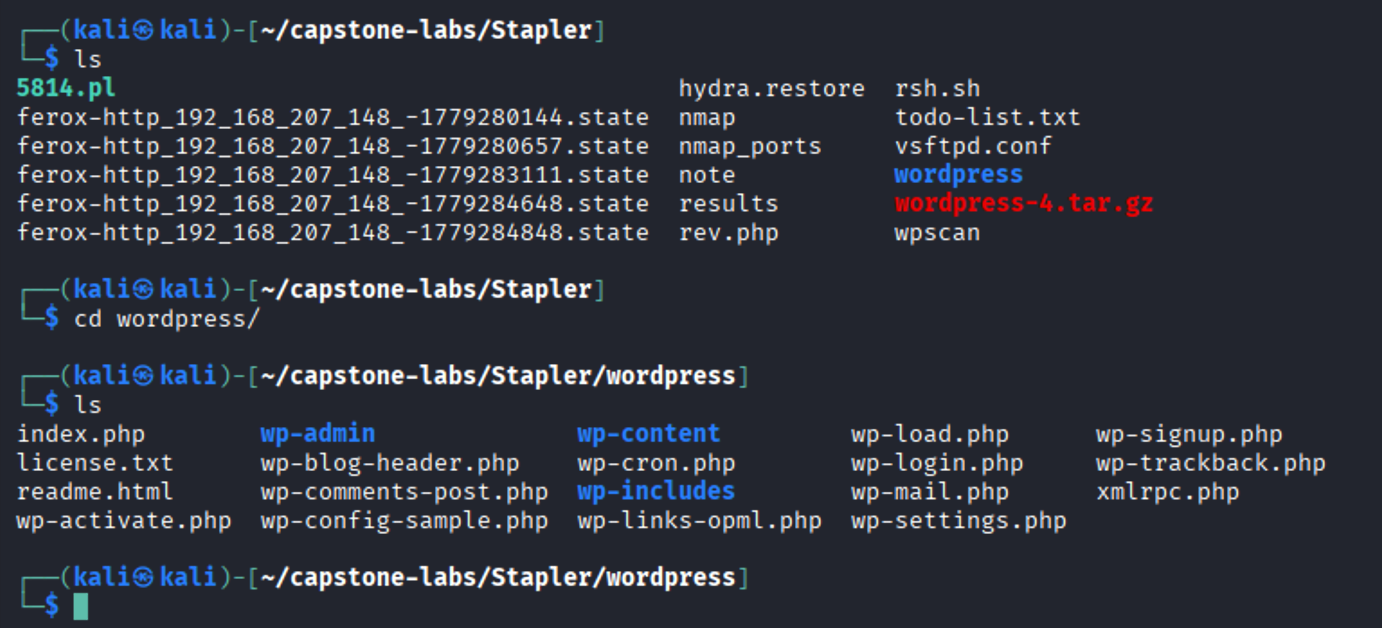 ┌──(kali㉿kali)-[~/capstone-labs/Stapler]
└─$ ls
5814.pl                                      hydra.restore  rsh.sh
ferox-http_192_168_207_148_-1779280144.state  nmap           todo-list.txt
ferox-http_192_168_207_148_-1779280657.state  nmap_ports     vsftpd.conf
ferox-http_192_168_207_148_-1779283111.state  note           wordpress
ferox-http_192_168_207_148_-1779284648.state  results        wordpress-4.tar.gz
ferox-http_192_168_207_148_-1779284848.state  rev.php        wpscan
┌──(kali㉿kali)-[~/capstone-labs/Stapler]
└─$ cd wordpress/
┌──(kali㉿kali)-[~/capstone-labs/Stapler/wordpress]
└─$ ls
index.php        wp-admin              wp-content         wp-load.php      wp-signup.php
license.txt      wp-blog-header.php    wp-cron.php        wp-login.php     wp-trackback.php
readme.html      wp-comments-post.php  wp-includes        wp-mail.php      xmlrpc.php
wp-activate.php  wp-config-sample.php  wp-links-opml.php  wp-settings.php
┌──(kali㉿kali)-[~/capstone-labs/Stapler/wordpress]
└─$